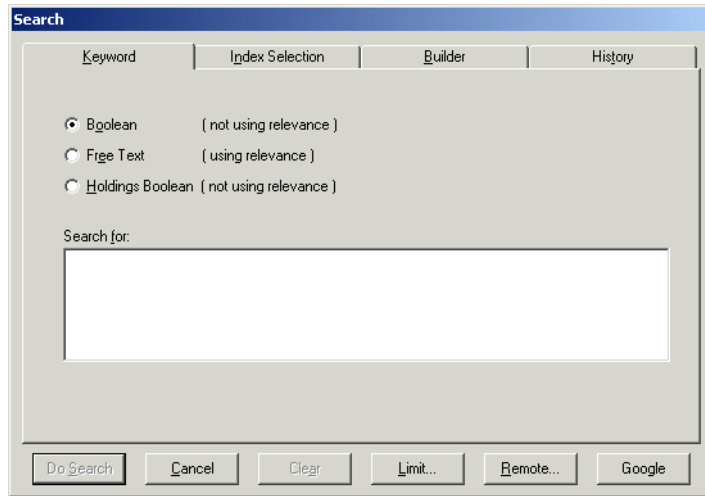 Search
Keyword Index Selection Builder History
Boolean ( not using relevance )
Free Text ( using relevance )
Holdings Boolean ( not using relevance )
Search for:
Do Search Cancel Clear Limit... Remote... Google